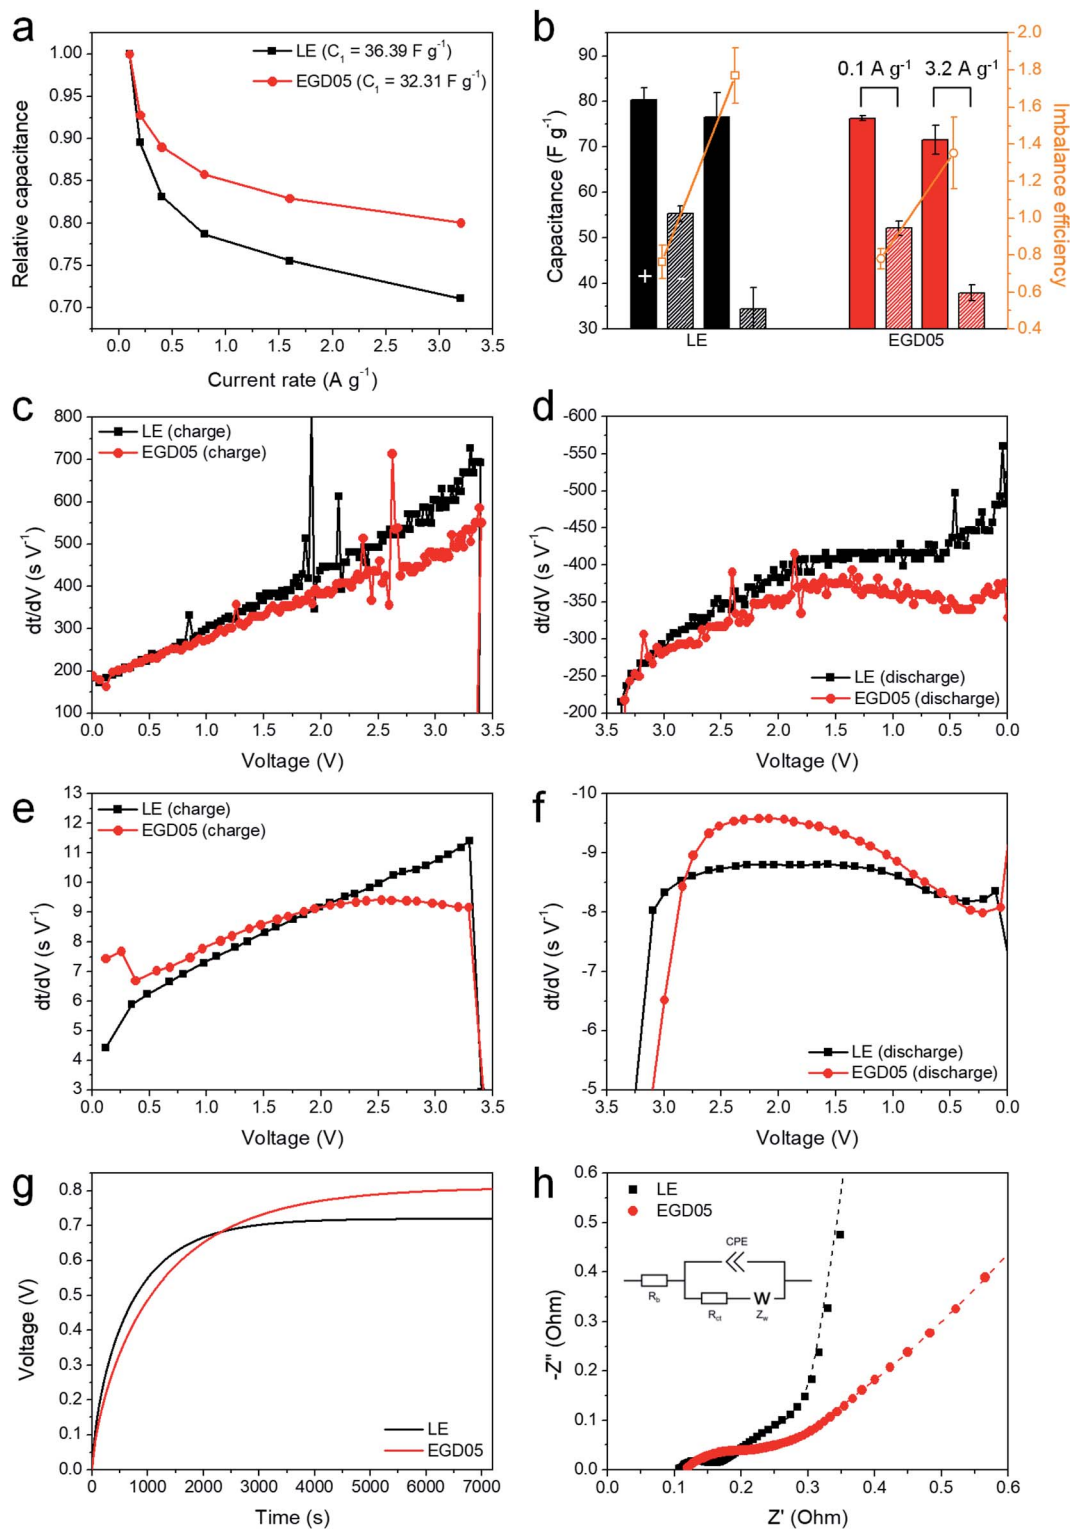 a
1.00
0.95
0.90
0.85
0.80
0.75
0.70
Relative capacitance
LE (C₁ = 36.39 F g⁻¹)
EGD05 (C₁ = 32.31 F g⁻¹)
0.0 0.5 1.0 1.5 2.0 2.5 3.0 3.5
Current rate (A g⁻¹)
b
90
80
70
60
50
40
30
Capacitance (F g⁻¹)
0.1 A g⁻¹ 3.2 A g⁻¹
+ −
LE EGD05
2.0
1.8
1.6
1.4
1.2
1.0
0.8
0.6
0.4
Imbalance efficiency
c
800
700
600
500
400
300
200
100
dt/dV (s V⁻¹)
LE (charge)
EGD05 (charge)
0.0 0.5 1.0 1.5 2.0 2.5 3.0 3.5
Voltage (V)
d
-600
-500
-450
-400
-350
-300
-250
-200
dt/dV (s V⁻¹)
LE (discharge)
EGD05 (discharge)
3.5 3.0 2.5 2.0 1.5 1.0 0.5 0.0
Voltage (V)
e
13
12
11
10
9
8
7
6
5
4
3
dt/dV (s V⁻¹)
LE (charge)
EGD05 (charge)
0.0 0.5 1.0 1.5 2.0 2.5 3.0 3.5
Voltage (V)
f
-10
-9
-8
-7
-6
-5
dt/dV (s V⁻¹)
LE (discharge)
EGD05 (discharge)
3.5 3.0 2.5 2.0 1.5 1.0 0.5 0.0
Voltage (V)
g
0.8
0.7
0.6
0.5
0.4
0.3
0.2
0.1
0.0
Voltage (V)
LE
EGD05
0 1000 2000 3000 4000 5000 6000 7000
Time (s)
h
0.6
0.5
0.4
0.3
0.2
0.1
0.0
-Z" (Ohm)
LE
EGD05
CPE
R_b
R_ct Z_w
W
0.0 0.1 0.2 0.3 0.4 0.5 0.6
Z' (Ohm)